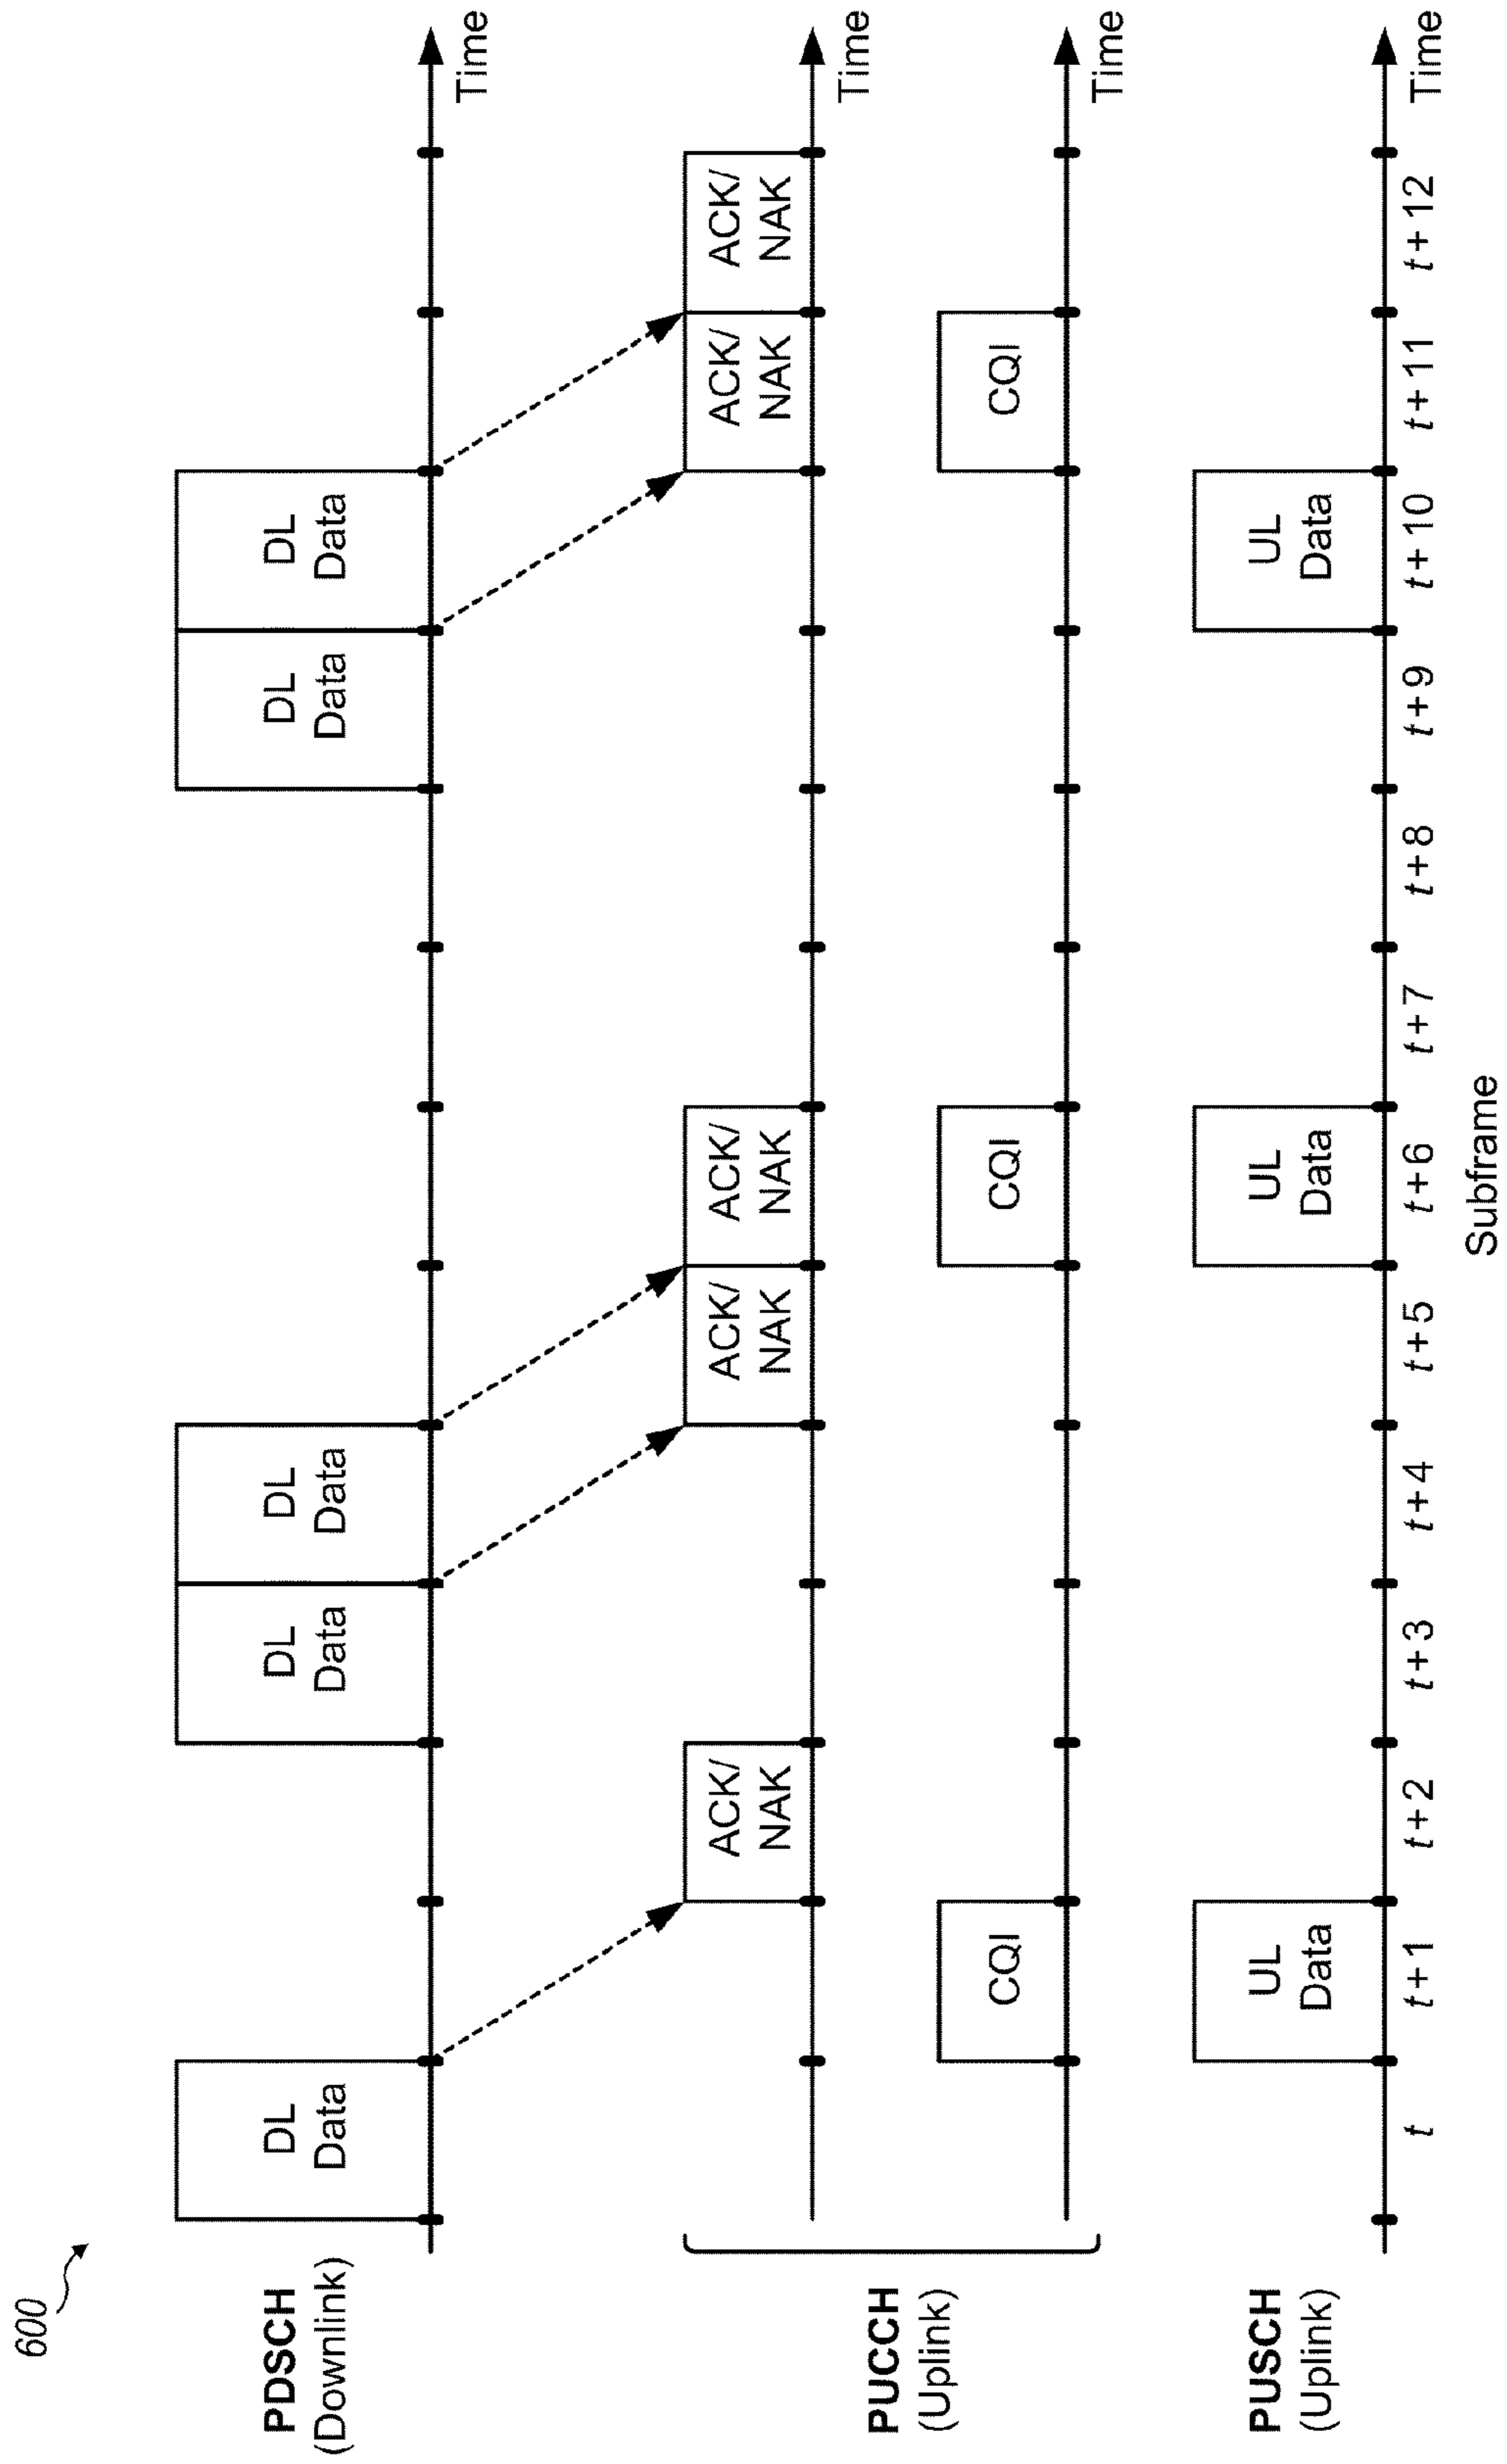 600
PDSCH
(Downlink)
DL
Data
DL
Data
DL
Data
DL
Data
DL
Data
Time
PUCCH
(Uplink)
ACK/
NAK
ACK/
NAK
ACK/
NAK
ACK/
NAK
ACK/
NAK
Time
CQI
CQI
CQI
Time
PUSCH
(Uplink)
UL
Data
UL
Data
UL
Data
Time
t t+1 t+2 t+3 t+4 t+5 t+6 t+7 t+8 t+9 t+10 t+11 t+12
Subframe